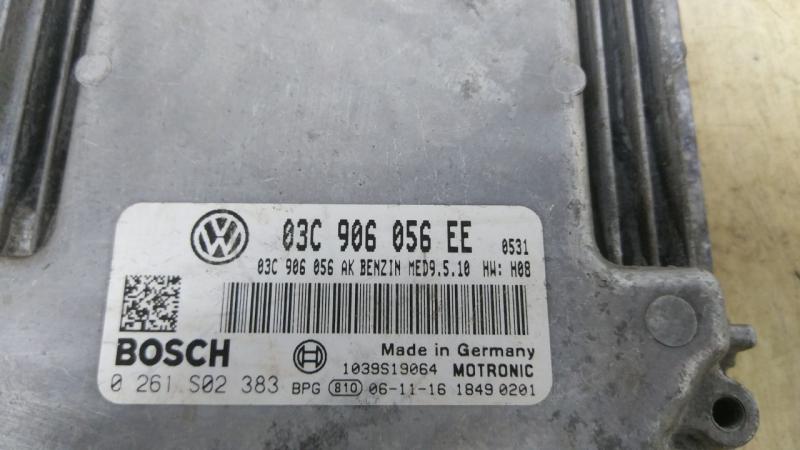 03C 906 056 EE 0531
03C 906 056 AK BENZIN MED9.5.10 HW: H08
BOSCH
Made in Germany
1039S19064 MOTRONIC
0 261 S02 383 BPG 810 06-11-16 1849 0201